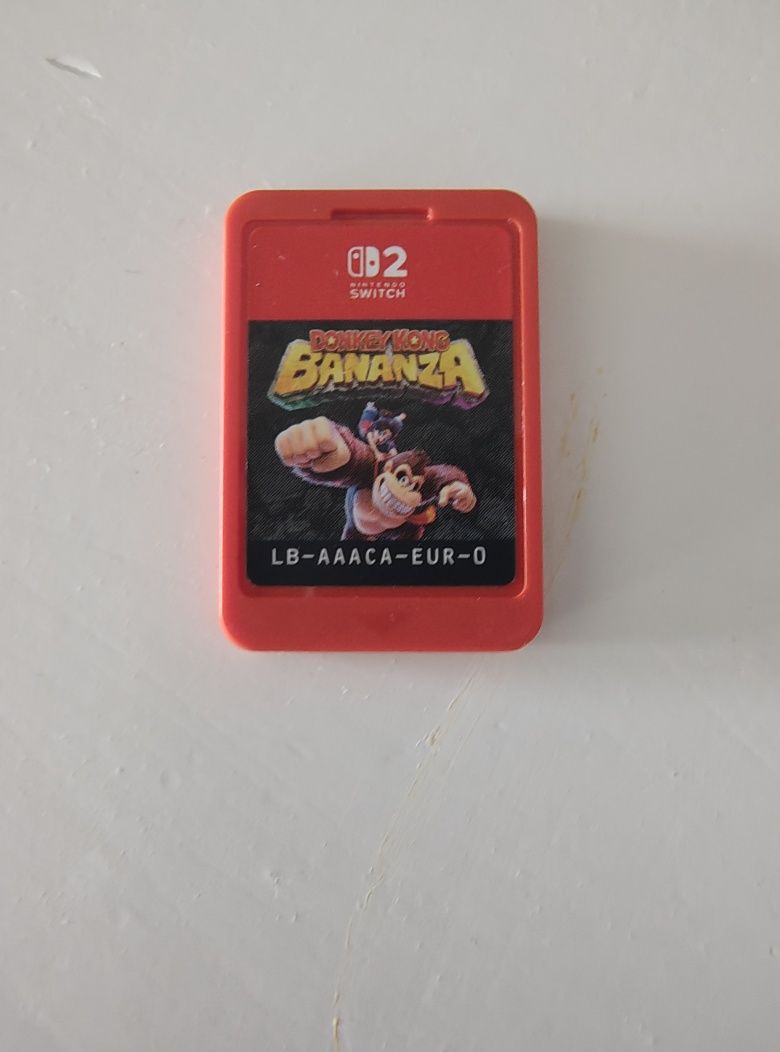 2
NINTENDO
SWITCH
DONKEY KONG
BANANZA
LB-AAACA-EUR-0